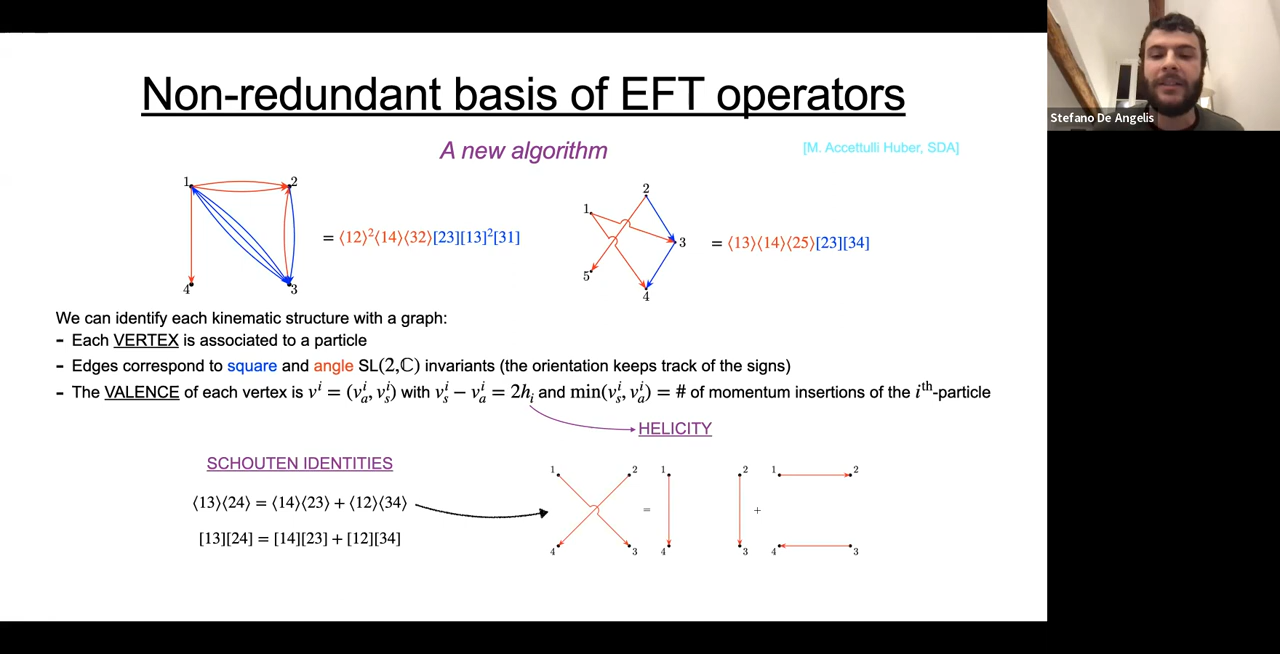 Non-redundant basis of EFT operators
Stefano De Angelis
A new algorithm
[M. Accettulli Huber, SDA]
1 2 4 3
= ⟨12⟩²⟨14⟩⟨32⟩[23][13]²[31]
2 1 3 5 4
= ⟨13⟩⟨14⟩⟨25⟩[23][34]
We can identify each kinematic structure with a graph:
- Each VERTEX is associated to a particle
- Edges correspond to square and angle SL(2,ℂ) invariants (the orientation keeps track of the signs)
- The VALENCE of each vertex is vⁱ = (vₐⁱ, vₛⁱ) with vₛⁱ − vₐⁱ = 2hᵢ and min(vₛⁱ, vₐⁱ) = # of momentum insertions of the iᵗʰ-particle
HELICITY
SCHOUTEN IDENTITIES
1 2 1 2 1 2
⟨13⟩⟨24⟩ = ⟨14⟩⟨23⟩ + ⟨12⟩⟨34⟩
= +
[13][24] = [14][23] + [12][34]
4 3 4 3 4 3